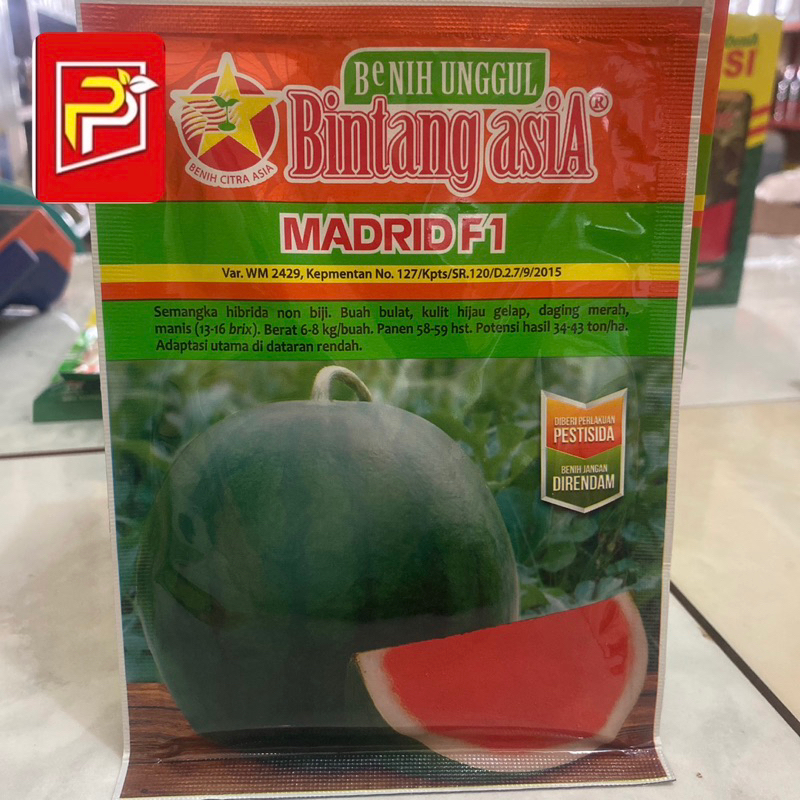 P
BeNIH UNGGUL
Bintang asiA®
BENIH CITRA ASIA
MADRID F1
Var. WM 2429, Kepmentan No. 127/Kpts/SR.120/D.2.7/9/2015
Semangka hibrida non biji. Buah bulat, kulit hijau gelap, daging merah,
manis (13-16 brix). Berat 6-8 kg/buah. Panen 58-59 hst. Potensi hasil 34-43 ton/ha.
Adaptasi utama di dataran rendah.
DIBERI PERLAKUAN
PESTISIDA
BENIH JANGAN
DIRENDAM
SI